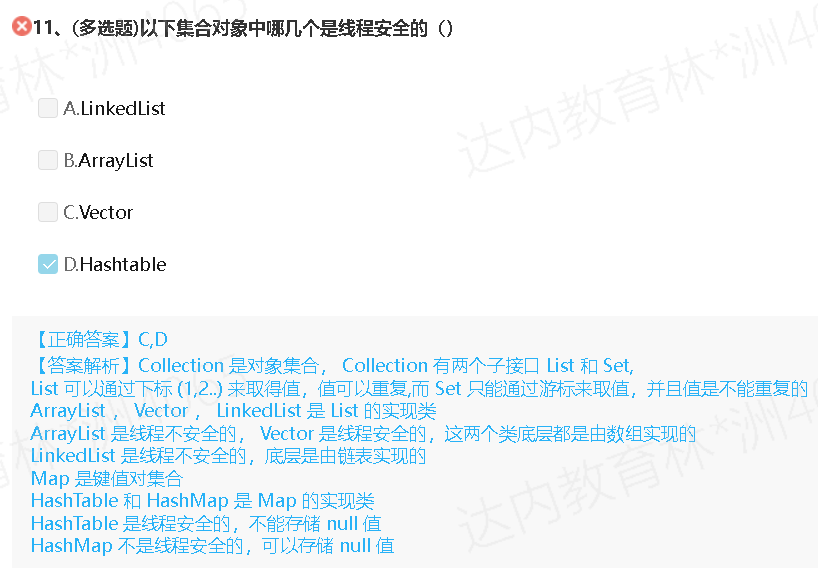 11、(多选题)以下集合对象中哪几个是线程安全的（）
A.LinkedList
B.ArrayList
C.Vector
D.Hashtable
【正确答案】C,D
【答案解析】Collection 是对象集合， Collection 有两个子接口 List 和 Set,
List 可以通过下标 (1,2..) 来取得值，值可以重复,而 Set 只能通过游标来取值，并且值是不能重复的
ArrayList ， Vector ， LinkedList 是 List 的实现类
ArrayList 是线程不安全的， Vector 是线程安全的，这两个类底层都是由数组实现的
LinkedList 是线程不安全的，底层是由链表实现的
Map 是键值对集合
HashTable 和 HashMap 是 Map 的实现类
HashTable 是线程安全的，不能存储 null 值
HashMap 不是线程安全的，可以存储 null 值
达内教育林*洲40
达内教育林*洲40